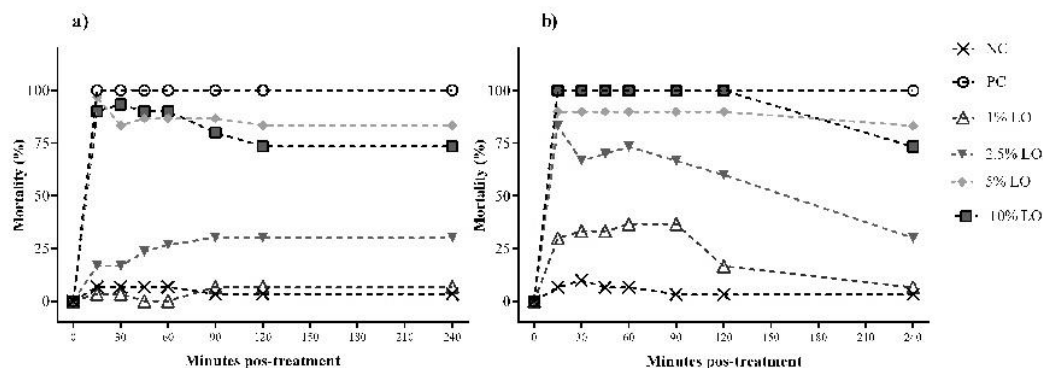 a)
b)
Mortality (%)
100
75
50
25
0
0 30 60 90 120 150 180 210 240
Minutes pos-treatment
Mortality (%)
100
75
50
25
0
0 30 60 90 120 150 180 210 240
Minutes pos-treatment
NC
PC
1% LO
2.5% LO
5% LO
10% LO